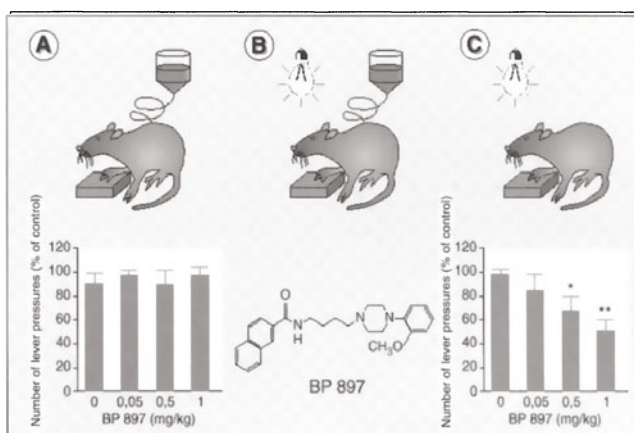 A
B
C
Number of lever pressures (% of control)
120
100
80
60
40
20
0
0 0,05 0,5 1
BP 897 (mg/kg)
O
N
H
N
N
CH₃O
BP 897
Number of lever pressures (% of control)
120
100
80
60
40
20
0
*
**
0 0,05 0,5 1
BP 897 (mg/kg)